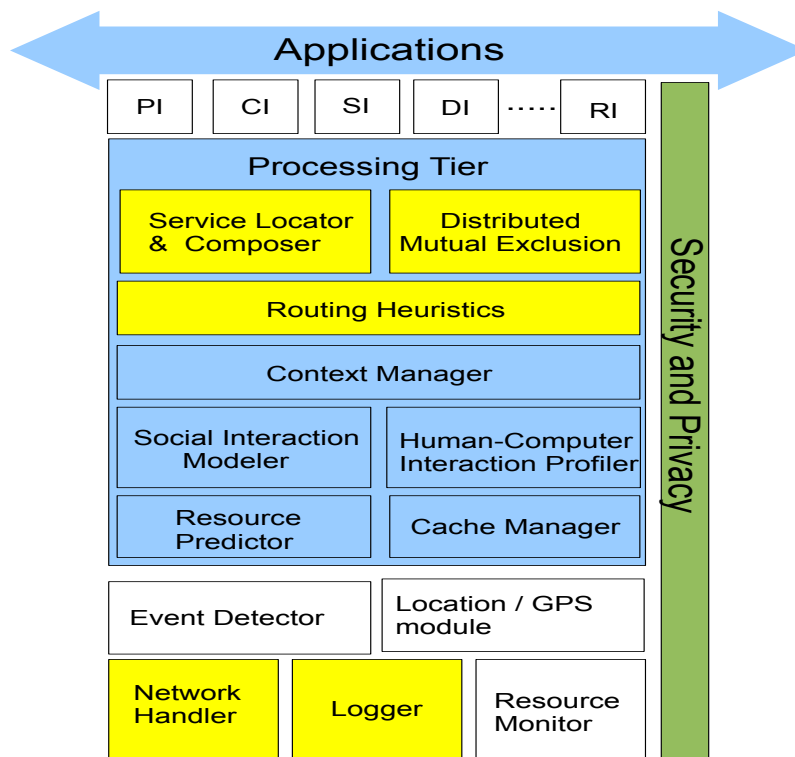 Applications
PI CI SI DI ..... RI
Processing Tier
Service Locator
& Composer
Distributed
Mutual Exclusion
Routing Heuristics
Context Manager
Social Interaction
Modeler
Human-Computer
Interaction Profiler
Resource
Predictor
Cache Manager
Event Detector
Location / GPS
module
Network
Handler
Logger
Resource
Monitor
Security and Privacy